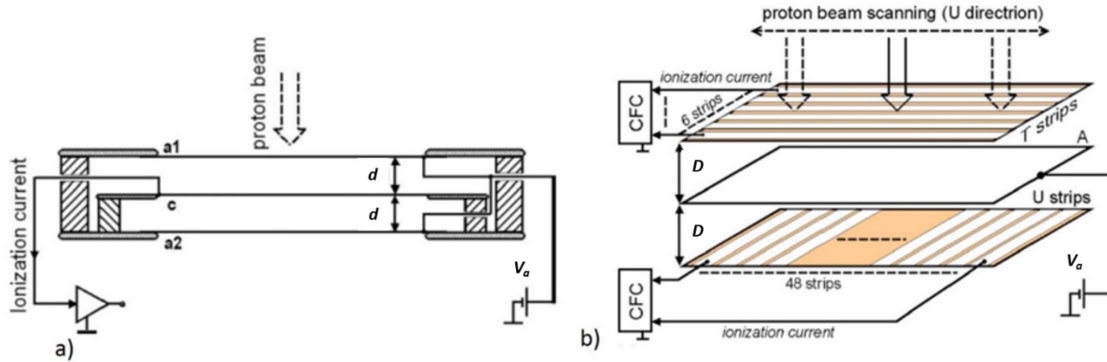 proton beam
a1
d
c
d
a2
Ionization current
Va
a)
proton beam scanning (U direction)
ionization current
CFC
6 strips
T strips
A
D
U strips
D
Va
48 strips
CFC
ionization current
b)